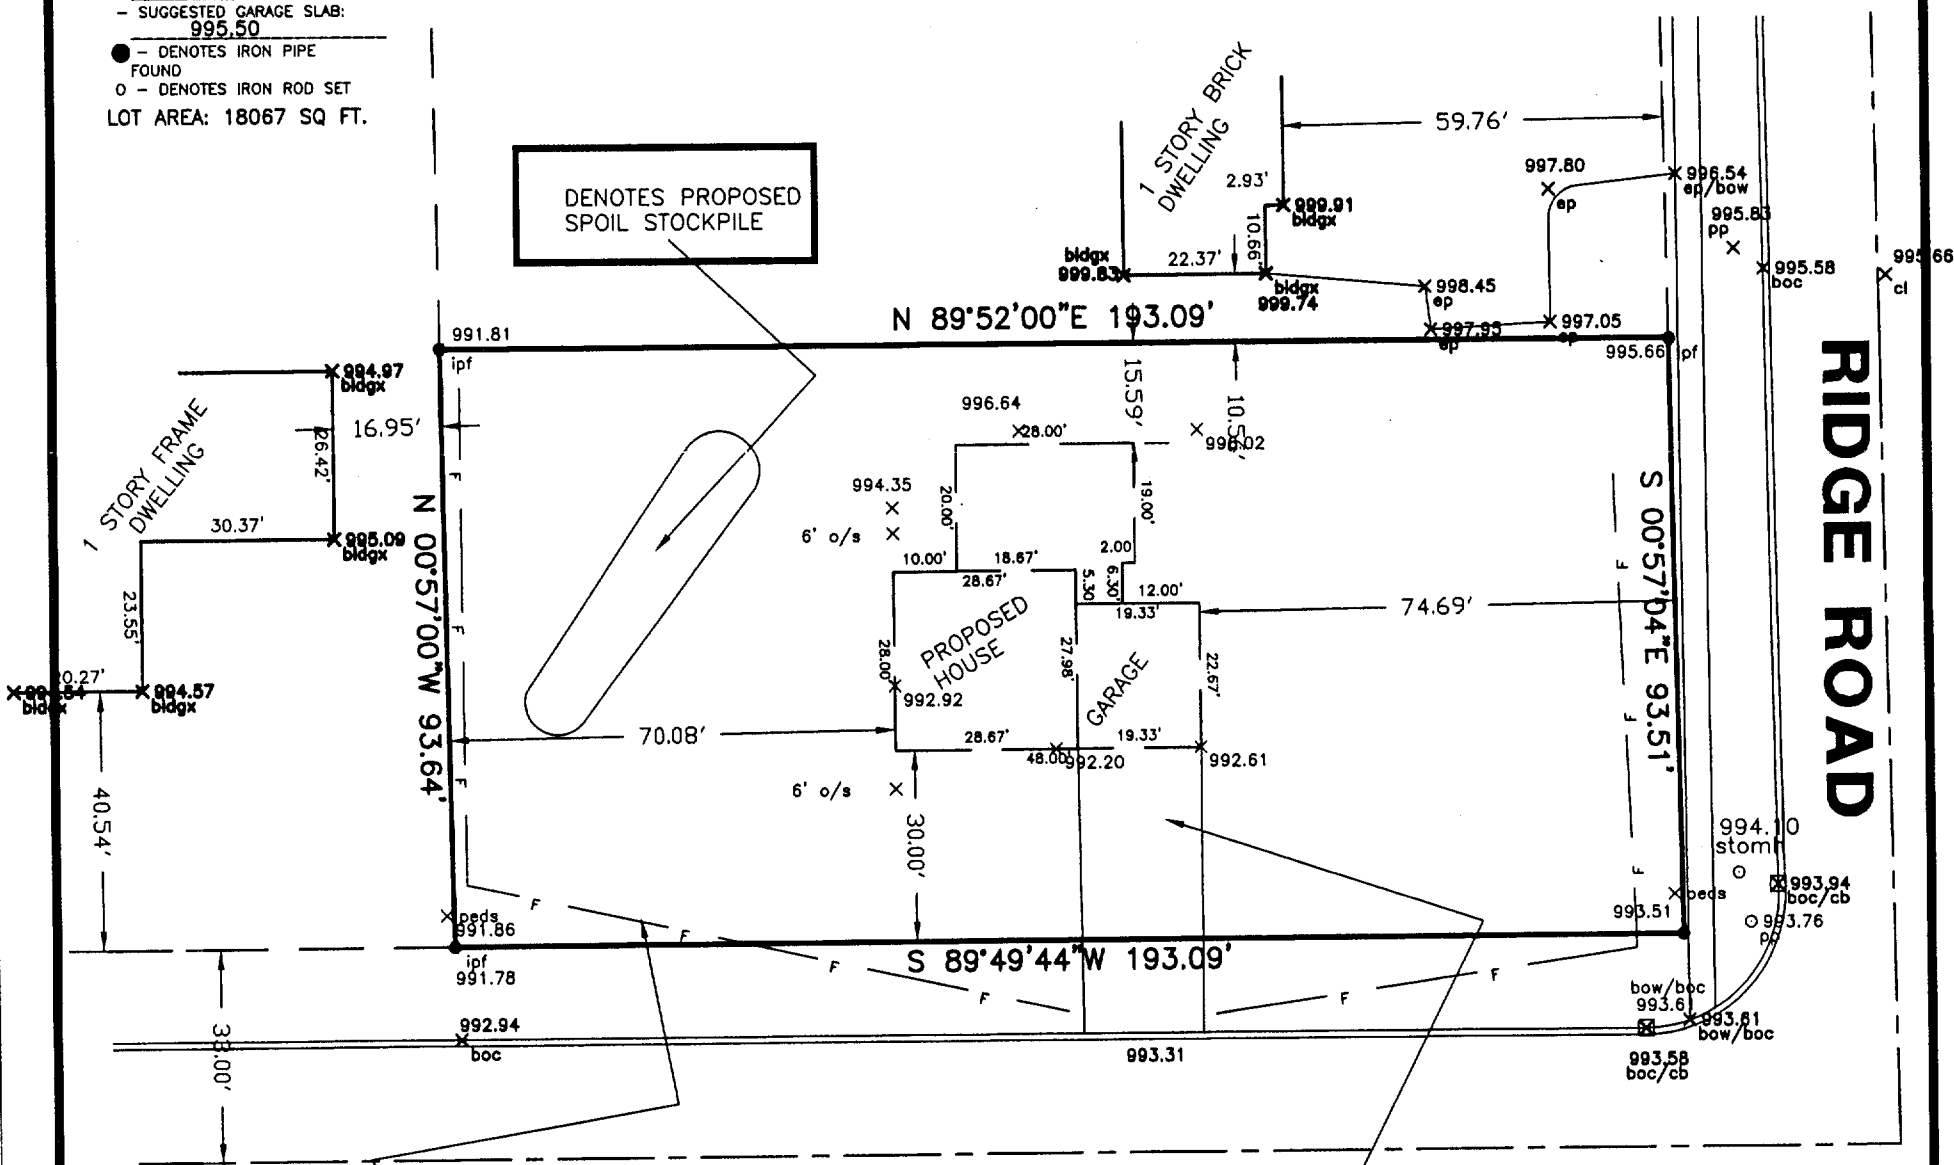 - SUGGESTED GARAGE SLAB:
995.50
- DENOTES IRON PIPE
FOUND
O - DENOTES IRON ROD SET
LOT AREA: 18067 SQ FT.
DENOTES PROPOSED
SPOIL STOCKPILE
1 STORY BRICK
DWELLING
59.76'
2.93'
999.91
bldgx
10.66'
22.37'
bldgx
999.83
bldgx
999.74
997.80
ep
996.54
ep/bow
995.83
pp
995.58
boc
995.66
cl
998.45
ep
997.95
ep
997.05
ep
N 89°52'00"E 193.09'
991.81
ipf
995.66
pf
RIDGE ROAD
994.97
bldgx
16.95'
26.42'
1 STORY FRAME
DWELLING
30.37'
995.09
bldgx
23.55'
994.57
bldgx
bldgx
40.54'
N 00°57'00"W 93.64'
F
F
F
15.59'
996.64
28.00'
994.35
6' o/s
20.00'
19.00'
2.00
10.00'
18.67'
28.67'
5.30
6.30'
12.00'
19.33'
74.69'
S 00°57'04"E 93.51'
F
F
F
PROPOSED
HOUSE
28.00'
27.98'
GARAGE
22.67'
992.92
70.08'
28.67'
19.33'
48.00'
992.20
992.61
6' o/s
30.00'
994.10
993.94
boc/cb
peds
993.51
993.76
pp
peds
991.86
ipf
991.78
F
F
F
F
S 89°49'44"W 193.09'
F
F
33.00'
992.94
boc
993.31
bow/boc
993.6
993.61
bow/boc
993.58
boc/cb